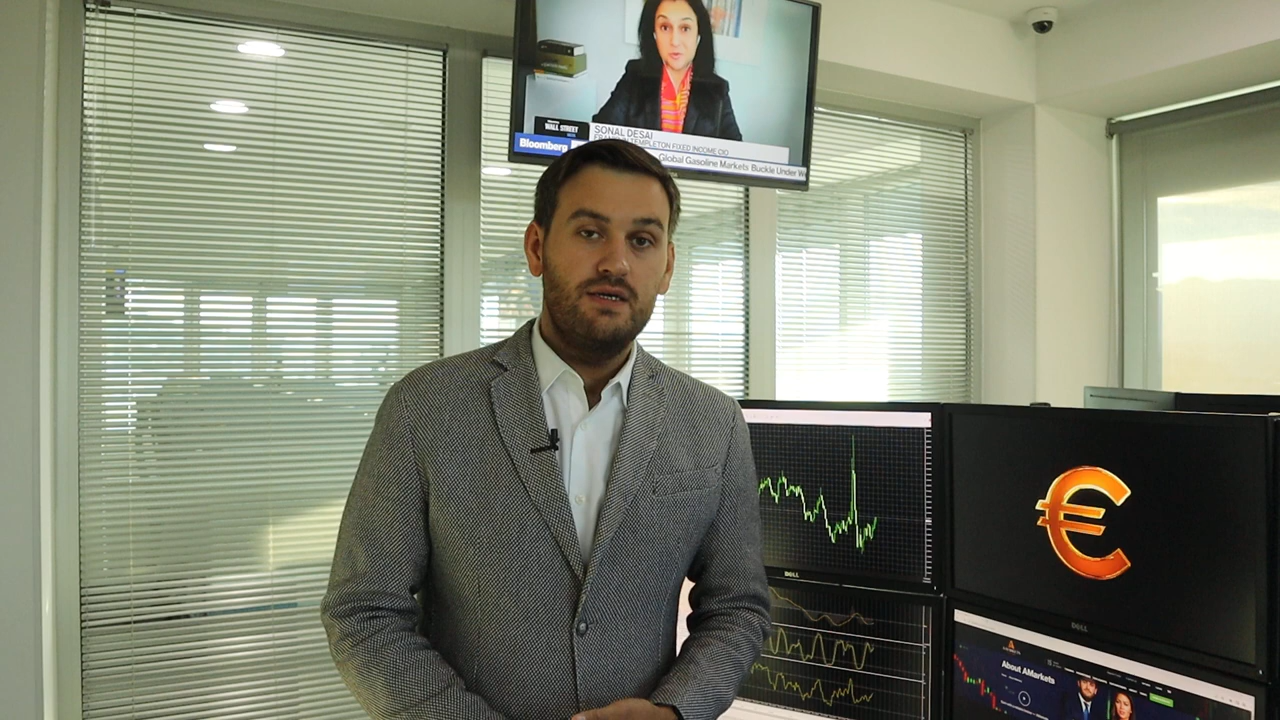 WALL STREET
SONAL DESAI
FRANKLIN TEMPLETON FIXED INCOME CIO
Bloomberg
Global Gasoline Markets Buckle Under W
DELL
€
DELL
About AMarkets